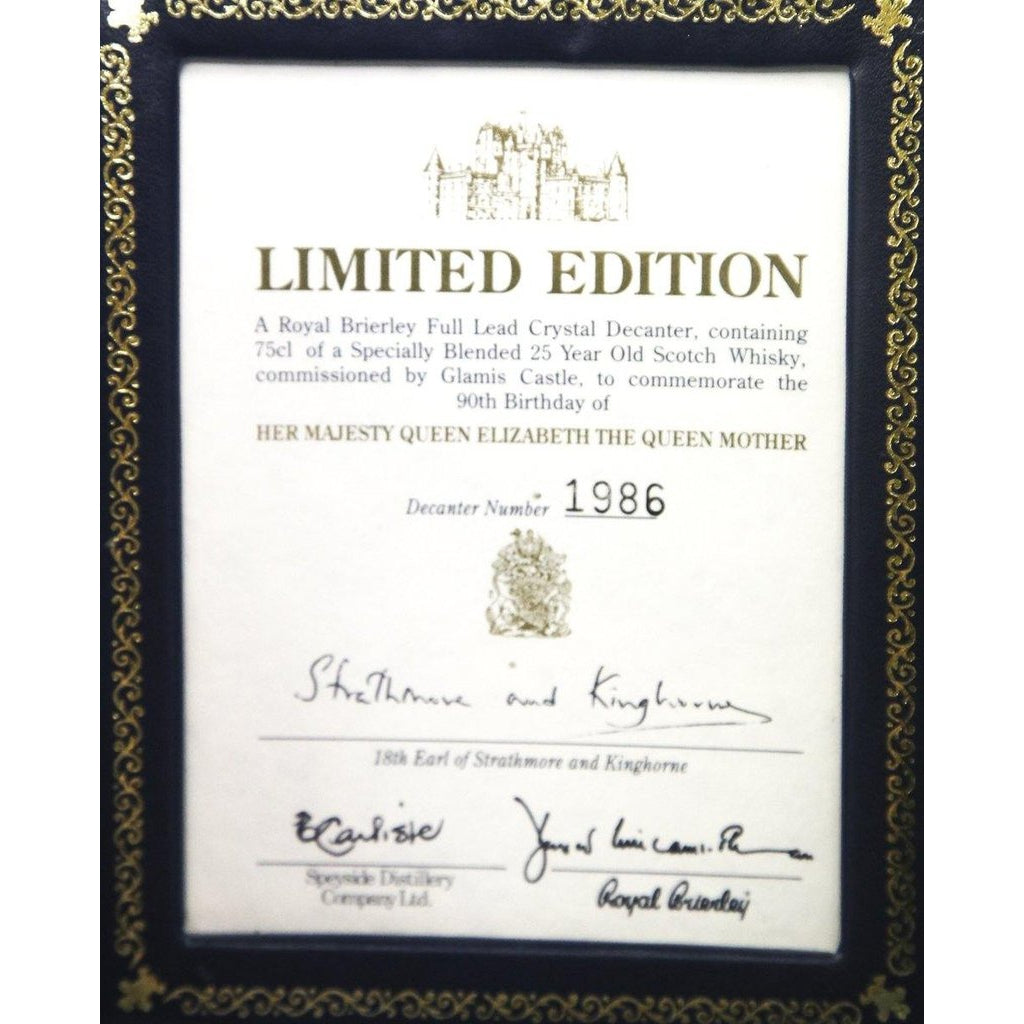 LIMITED EDITION
A Royal Brierley Full Lead Crystal Decanter, containing
75cl of a Specially Blended 25 Year Old Scotch Whisky,
commissioned by Glamis Castle, to commemorate the
90th Birthday of
HER MAJESTY QUEEN ELIZABETH THE QUEEN MOTHER
Decanter Number 1986
Strathmore and Kinghorne
18th Earl of Strathmore and Kinghorne
B Carlisle
Speyside Distillery
Company Ltd.
Royal Brierley